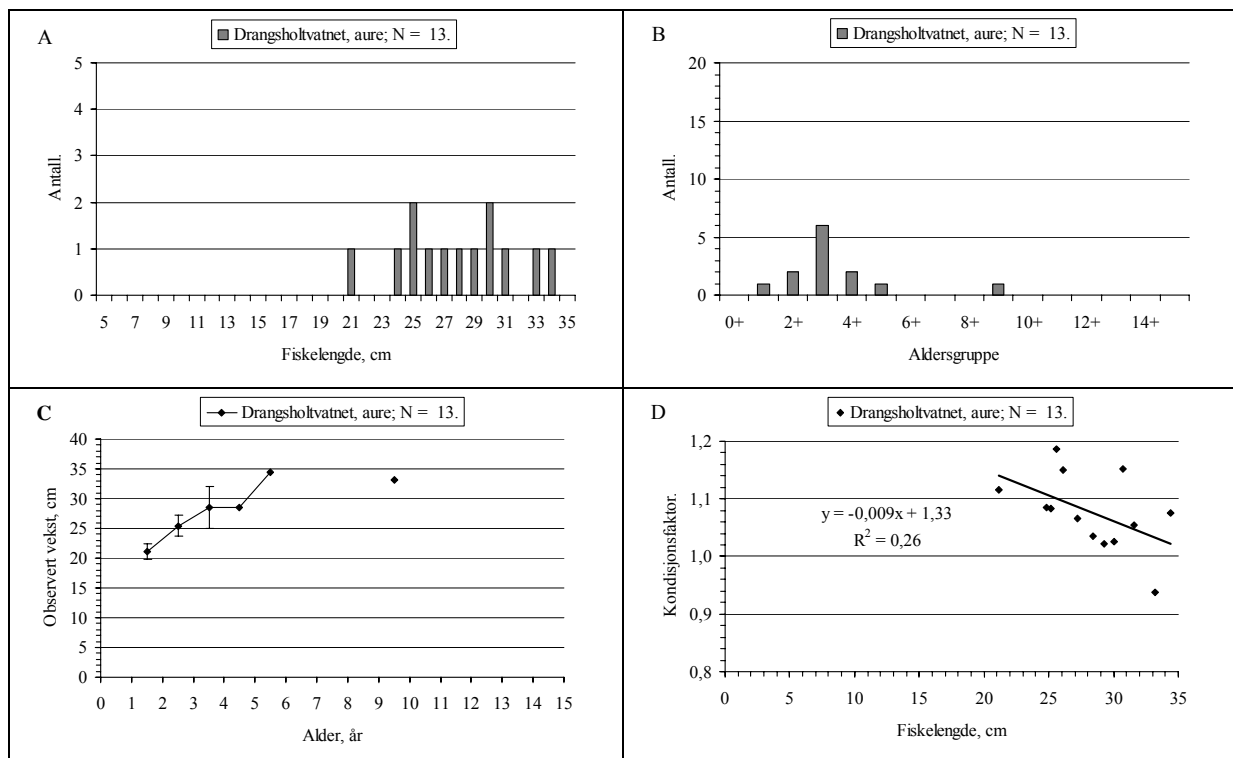 A
Drangsholtvatnet, aure; N = 13.
5
4
3
2
1
0
Antall.
5 7 9 11 13 15 17 19 21 23 25 27 29 31 33 35
Fiskelengde, cm
B
Drangsholtvatnet, aure; N = 13.
20
15
10
5
0
Antall.
0+ 2+ 4+ 6+ 8+ 10+ 12+ 14+
Aldersgruppe
C
Drangsholtvatnet, aure; N = 13.
40
35
30
25
20
15
10
5
0
Observert vekst, cm
0 1 2 3 4 5 6 7 8 9 10 11 12 13 14 15
Alder, år
D
Drangsholtvatnet, aure; N = 13.
1,2
1,1
1,0
0,9
0,8
Kondisjonsfaktor.
y = -0,009x + 1,33
R² = 0,26
0 5 10 15 20 25 30 35
Fiskelengde, cm